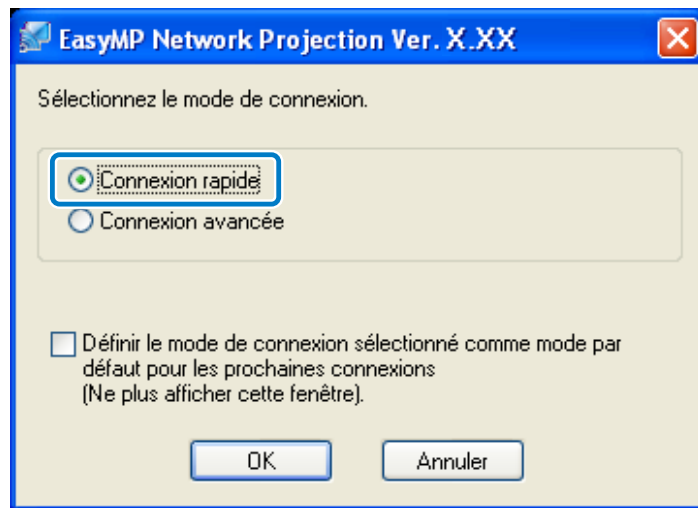 EasyMP Network Projection Ver. X.XX
Sélectionnez le mode de connexion.
Connexion rapide
Connexion avancée
Définir le mode de connexion sélectionné comme mode par
défaut pour les prochaines connexions
(Ne plus afficher cette fenêtre).
OK Annuler